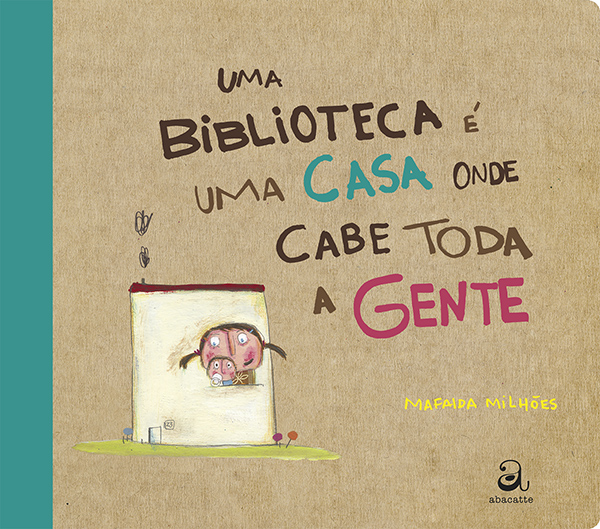 UMA
BIBLIOTECA É
UMA CASA ONDE
CABE TODA
A GENTE
MAFALDA MILHÕES
a
abacatte